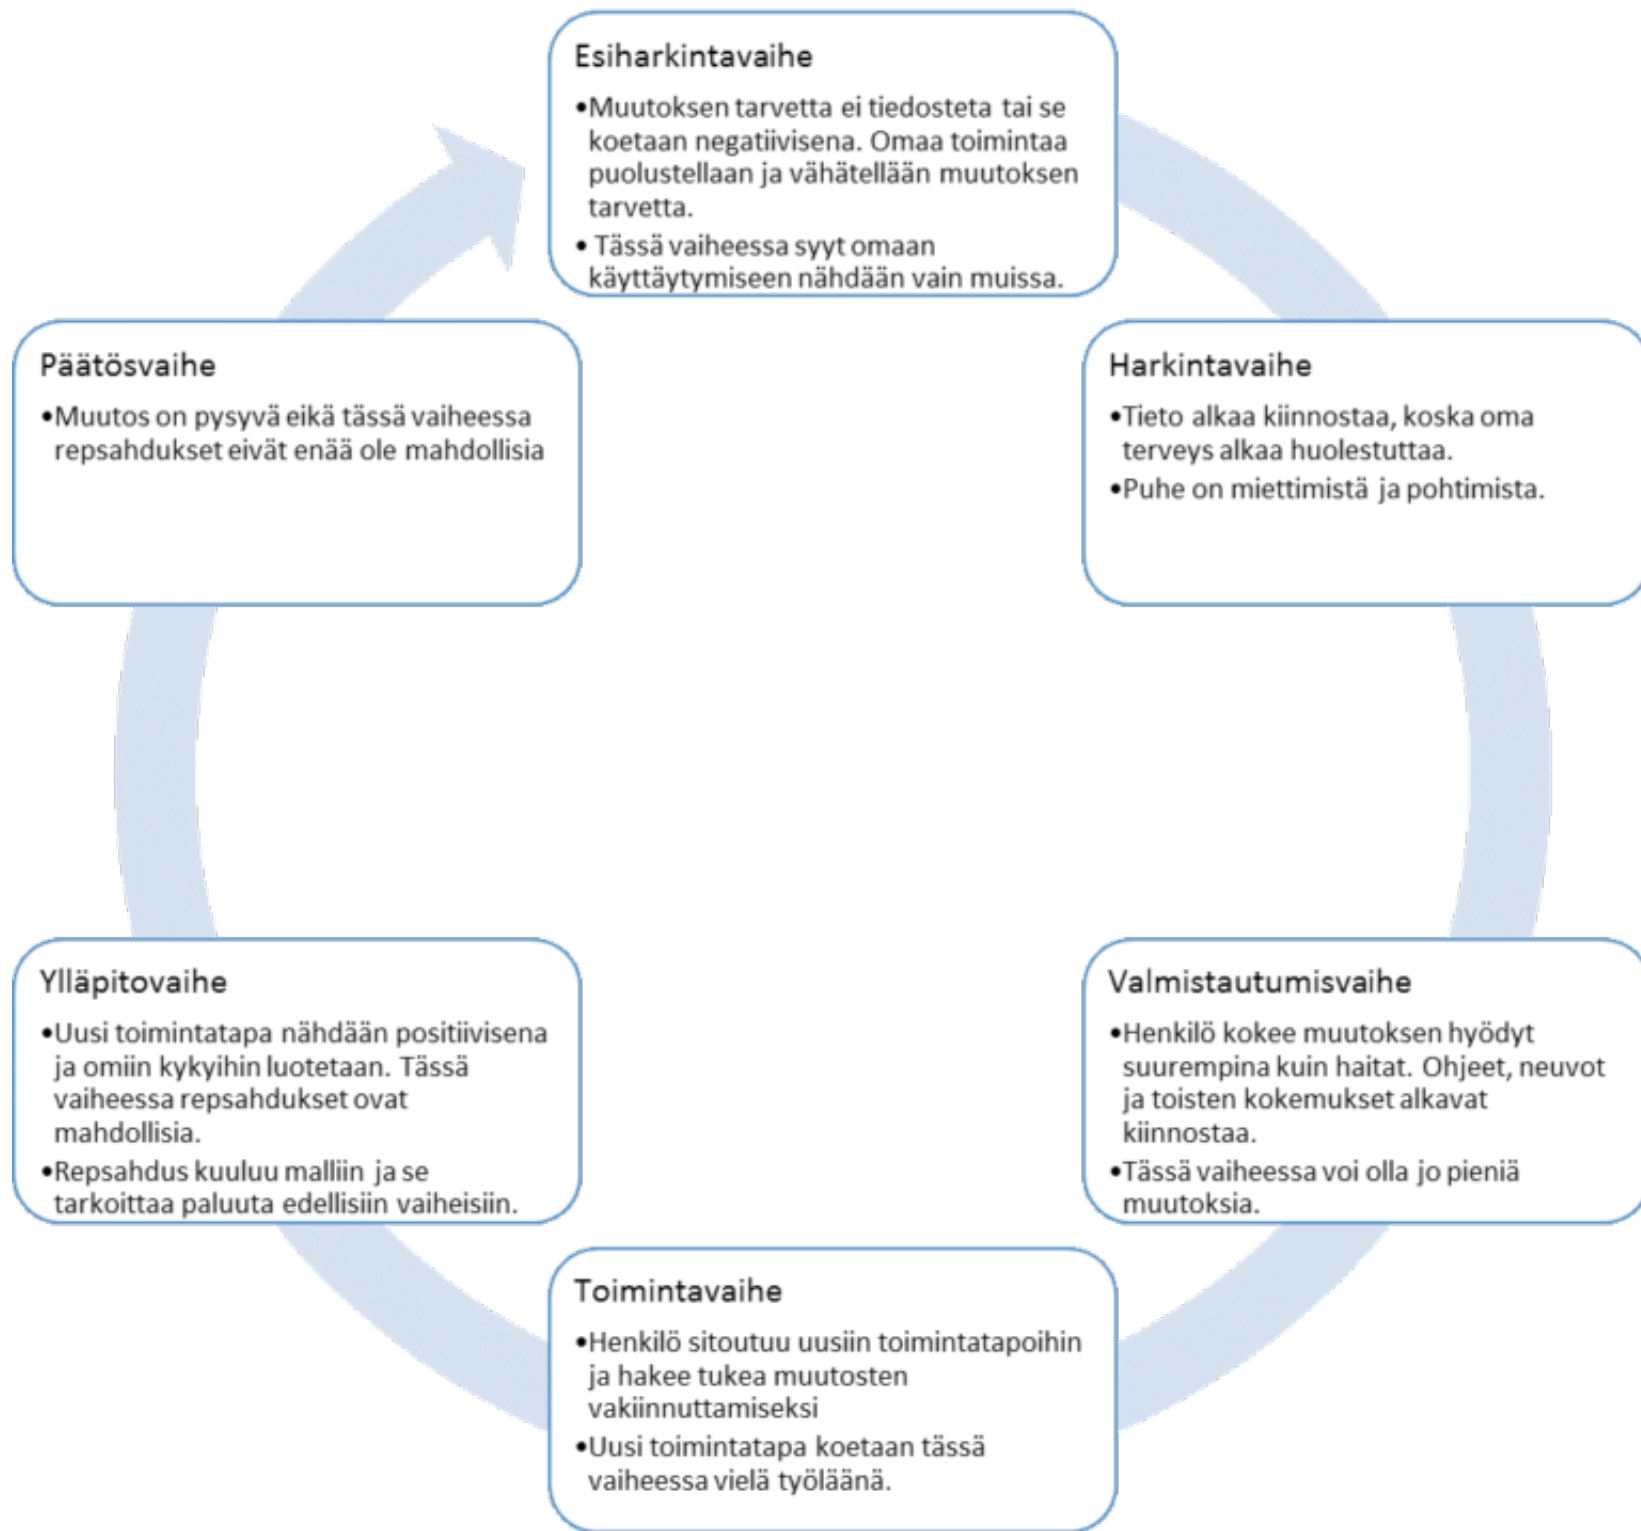 Esiharkintavaihe
•Muutoksen tarvetta ei tiedosteta tai se
koetaan negatiivisena. Omaa toimintaa
puolustellaan ja vähätellään muutoksen
tarvetta.
• Tässä vaiheessa syyt omaan
käyttäytymiseen nähdään vain muissa.
Harkintavaihe
•Tieto alkaa kiinnostaa, koska oma
terveys alkaa huolestuttaa.
•Puhe on miettimistä ja pohtimista.
Valmistautumisvaihe
•Henkilö kokee muutoksen hyödyt
suurempina kuin haitat. Ohjeet, neuvot
ja toisten kokemukset alkavat
kiinnostaa.
•Tässä vaiheessa voi olla jo pieniä
muutoksia.
Toimintavaihe
•Henkilö sitoutuu uusiin toimintatapoihin
ja hakee tukea muutosten
vakiinnuttamiseksi
•Uusi toimintatapa koetaan tässä
vaiheessa vielä työläänä.
Ylläpitovaihe
•Uusi toimintatapa nähdään positiivisena
ja omiin kykyihin luotetaan. Tässä
vaiheessa repsahdukset ovat
mahdollisia.
•Repsahdus kuuluu malliin ja se
tarkoittaa paluuta edellisiin vaiheisiin.
Päätösvaihe
•Muutos on pysyvä eikä tässä vaiheessa
repsahdukset eivät enää ole mahdollisia